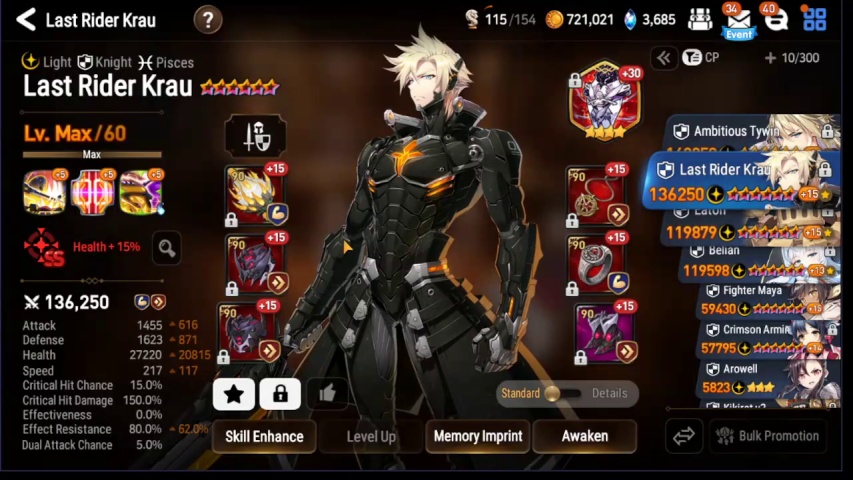 Last Rider Krau
?
115/154
721,021
3,685
34
Event
40
Light Knight Pisces
Last Rider Krau
Lv. Max/60
Max
+5 +5 +5
SS
Health + 15%
136,250
Attack 1455 616
Defense 1623 871
Health 27220 20815
Speed 217 117
Critical Hit Chance 15.0%
Critical Hit Damage 150.0%
Effectiveness 0.0%
Effect Resistance 80.0% 62.0%
Dual Attack Chance 5.0%
90 +15
90 +15
90 +15
+30
90 +15
90 +15
90 +15
Standard Details
Skill Enhance
Level Up
Memory Imprint
Awaken
CP
+ 10/300
Ambitious Tywin
Last Rider Krau
136250 +15
119879 +15
Belian
119598 +13
Fighter Maya
59430 +15
Crimson Armin
57795 +14
Arowell
5823
Bulk Promotion